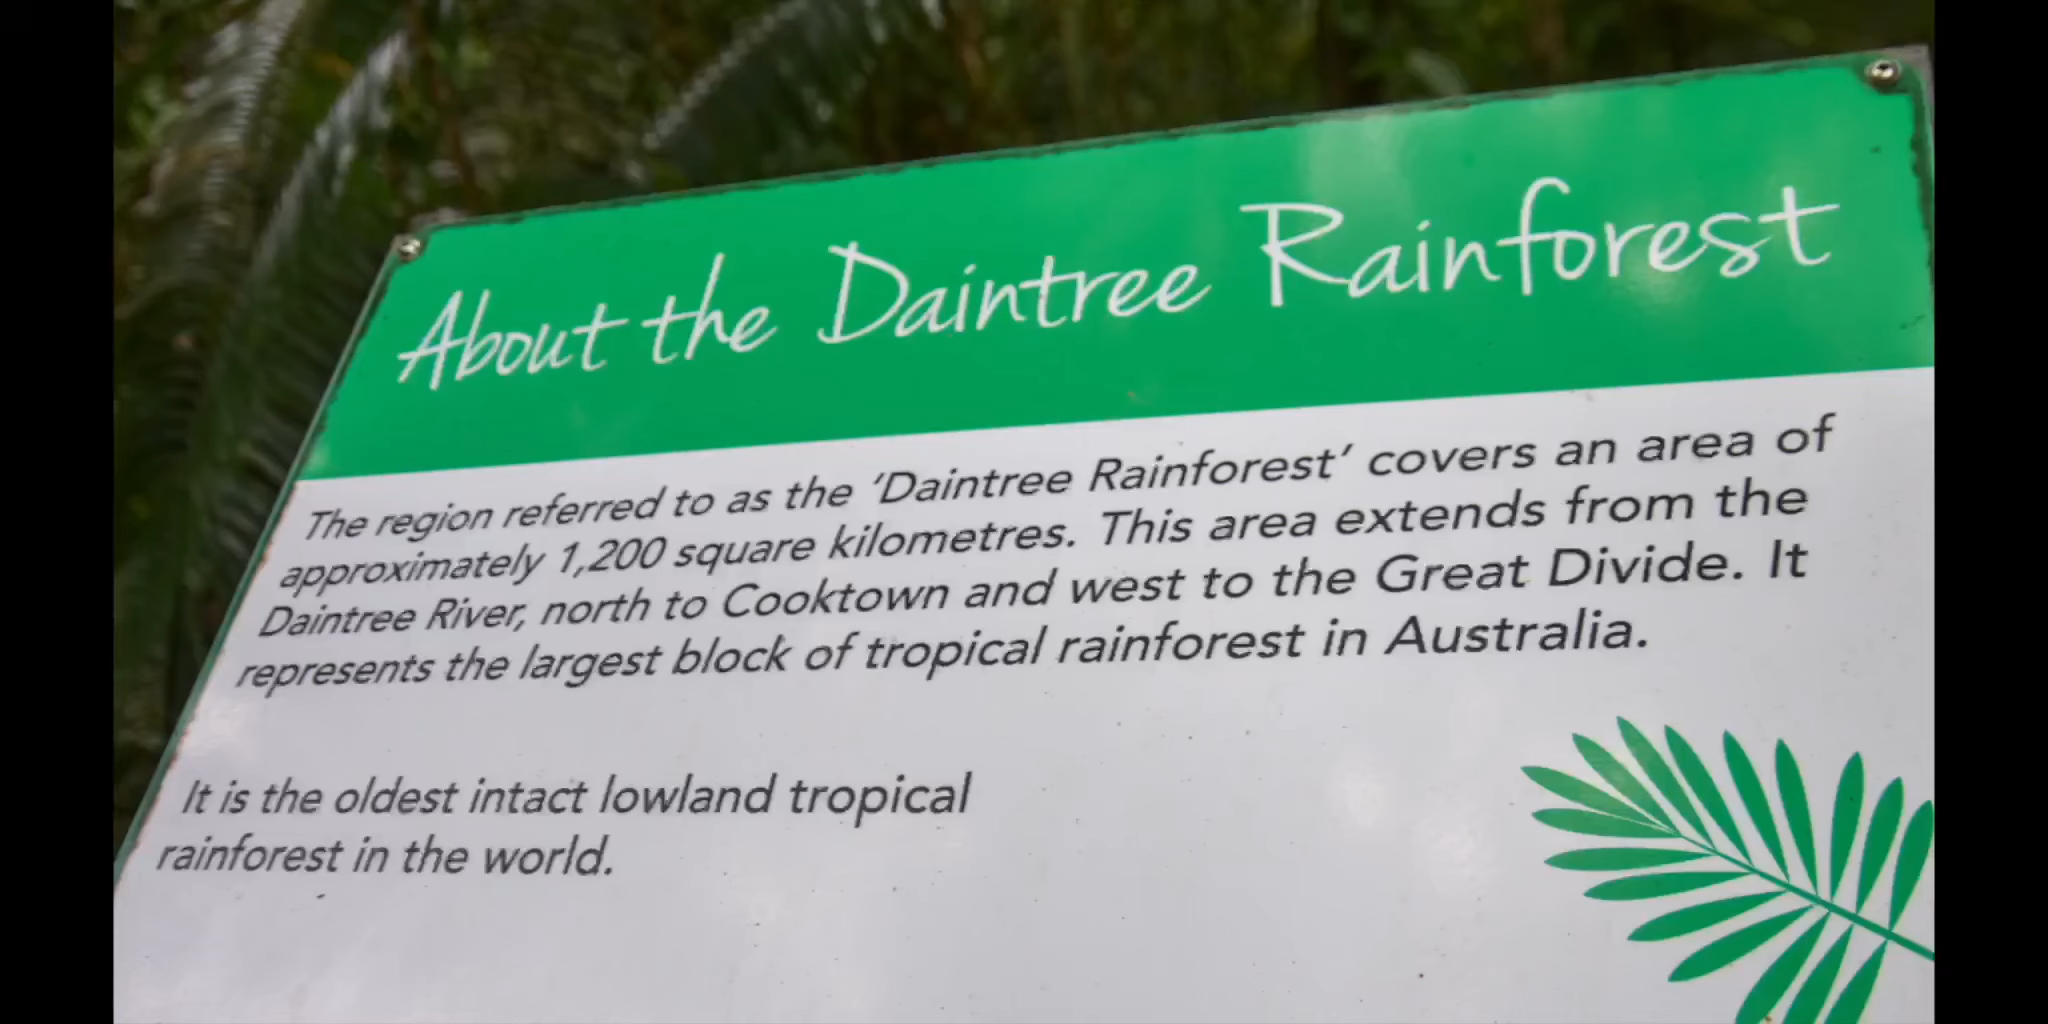 About the Daintree Rainforest
The region referred to as the ‘Daintree Rainforest’ covers an area of
approximately 1,200 square kilometres. This area extends from the
Daintree River, north to Cooktown and west to the Great Divide. It
represents the largest block of tropical rainforest in Australia.
It is the oldest intact lowland tropical
rainforest in the world.